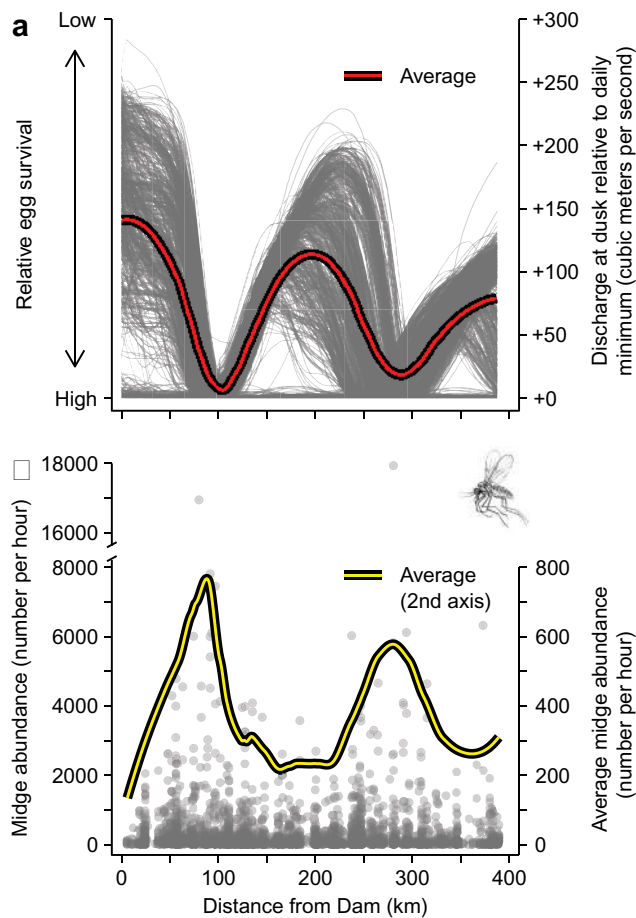 a
Low
High
Relative egg survival
Average
+300
+250
+200
+150
+100
+50
+0
Discharge at dusk relative to daily
minimum (cubic meters per second)
18000
16000
8000
6000
4000
2000
0
Midge abundance (number per hour)
Average
(2nd axis)
800
600
400
200
0
Average midge abundance
(number per hour)
0
100
200
300
400
Distance from Dam (km)